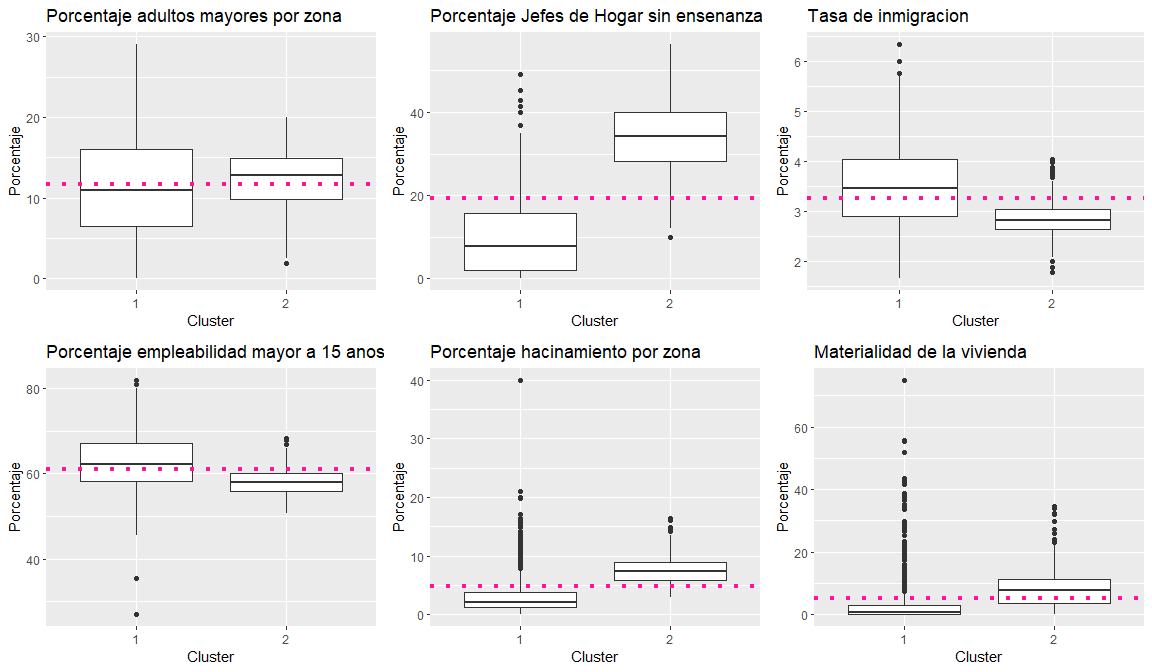 Porcentaje adultos mayores por zona
Porcentaje
30
20
10
0
1
2
Cluster
Porcentaje Jefes de Hogar sin ensenanza
Porcentaje
40
20
0
1
2
Cluster
Tasa de inmigracion
Porcentaje
6
5
4
3
2
1
2
Cluster
Porcentaje empleabilidad mayor a 15 anos
Porcentaje
80
60
40
1
2
Cluster
Porcentaje hacinamiento por zona
Porcentaje
40
30
20
10
0
1
2
Cluster
Materialidad de la vivienda
Porcentaje
60
40
20
0
1
2
Cluster